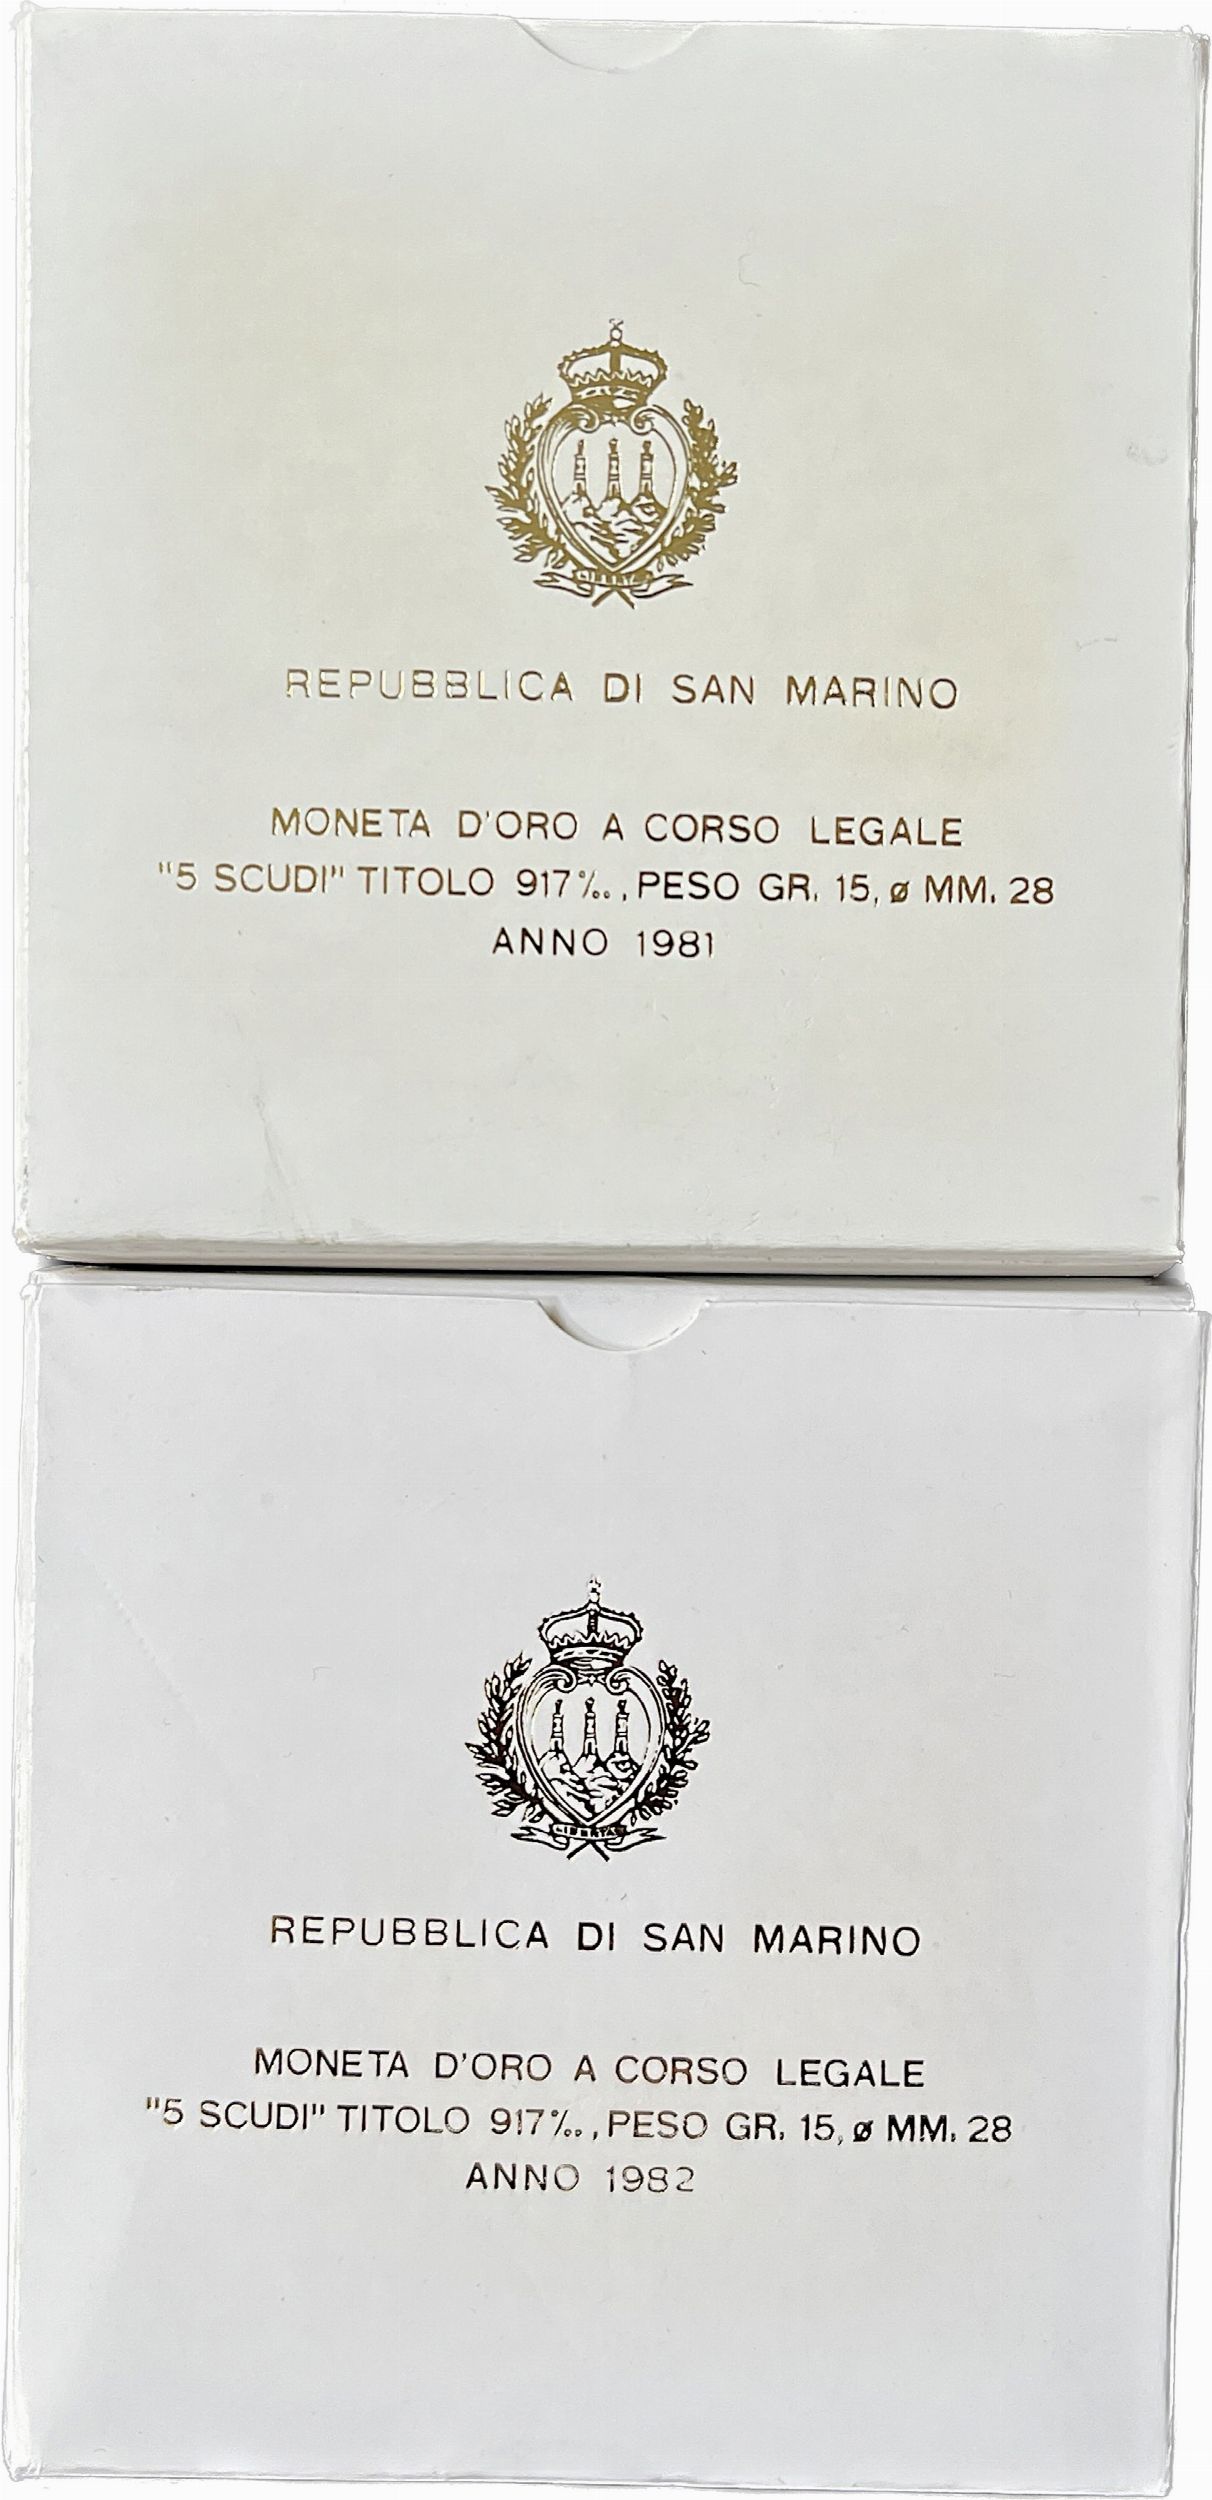 REPUBBLICA DI SAN MARINO
MONETA D'ORO A CORSO LEGALE
"5 SCUDI" TITOLO 917‰., PESO GR. 15, ø MM. 28
ANNO 1981
LIBERTAS
REPUBBLICA DI SAN MARINO
MONETA D'ORO A CORSO LEGALE
"5 SCUDI" TITOLO 917‰., PESO GR. 15, ø MM. 28
ANNO 1982